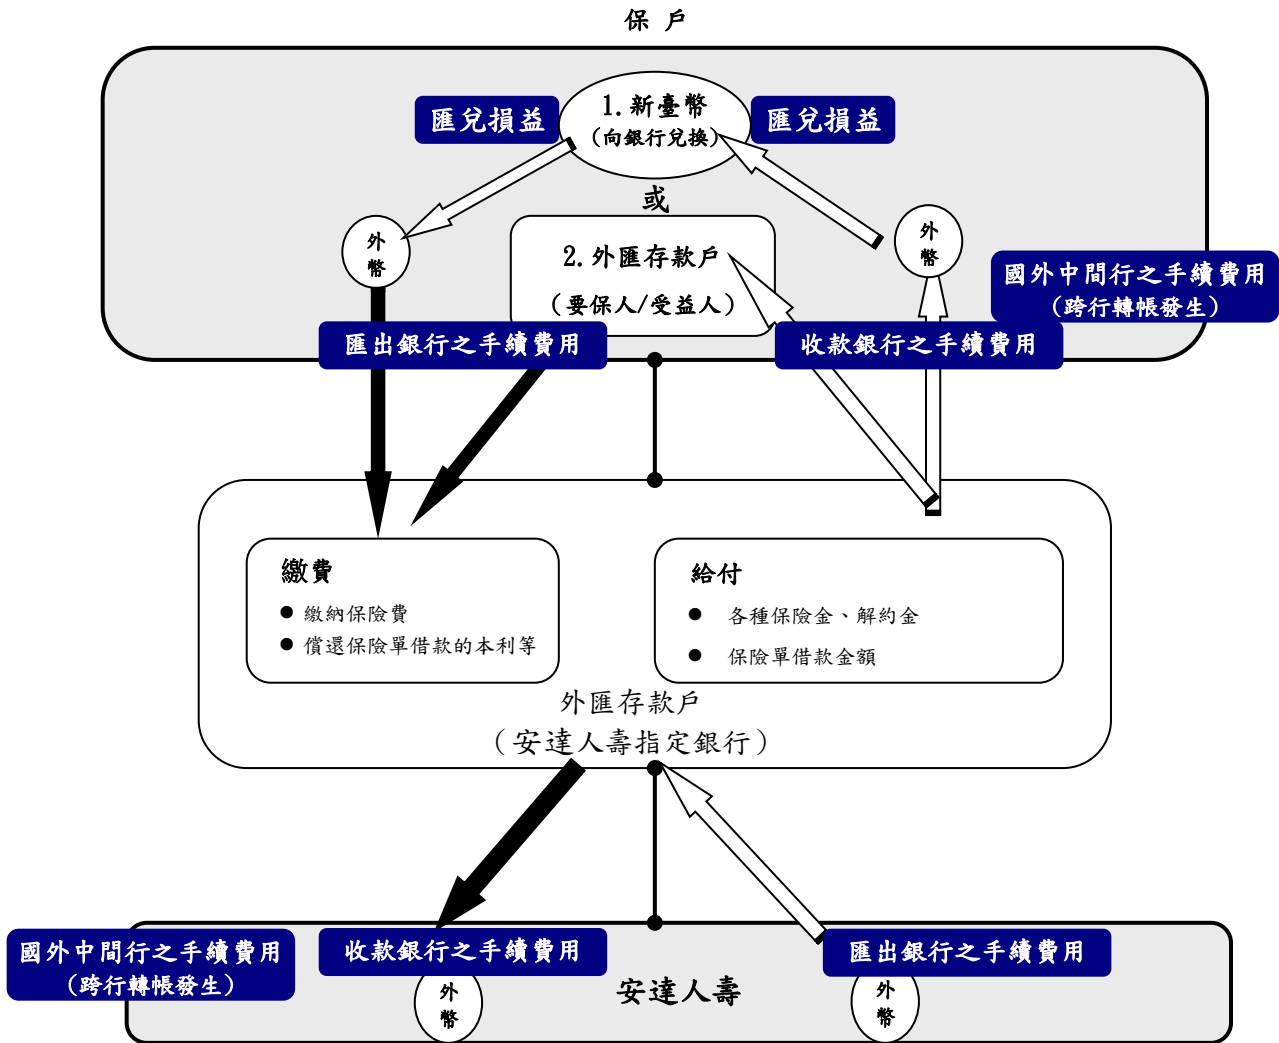 保 戶
匯兌損益
1. 新臺幣
（向銀行兌換）
匯兌損益
或
外
幣
2. 外匯存款戶
（要保人/受益人）
外
幣
國外中間行之手續費用
（跨行轉帳發生）
匯出銀行之手續費用
收款銀行之手續費用
繳費
● 繳納保險費
● 償還保險單借款的本利等
給付
● 各種保險金、解約金
● 保險單借款金額
外匯存款戶
（安達人壽指定銀行）
國外中間行之手續費用
（跨行轉帳發生）
收款銀行之手續費用
匯出銀行之手續費用
外
幣
安達人壽
外
幣